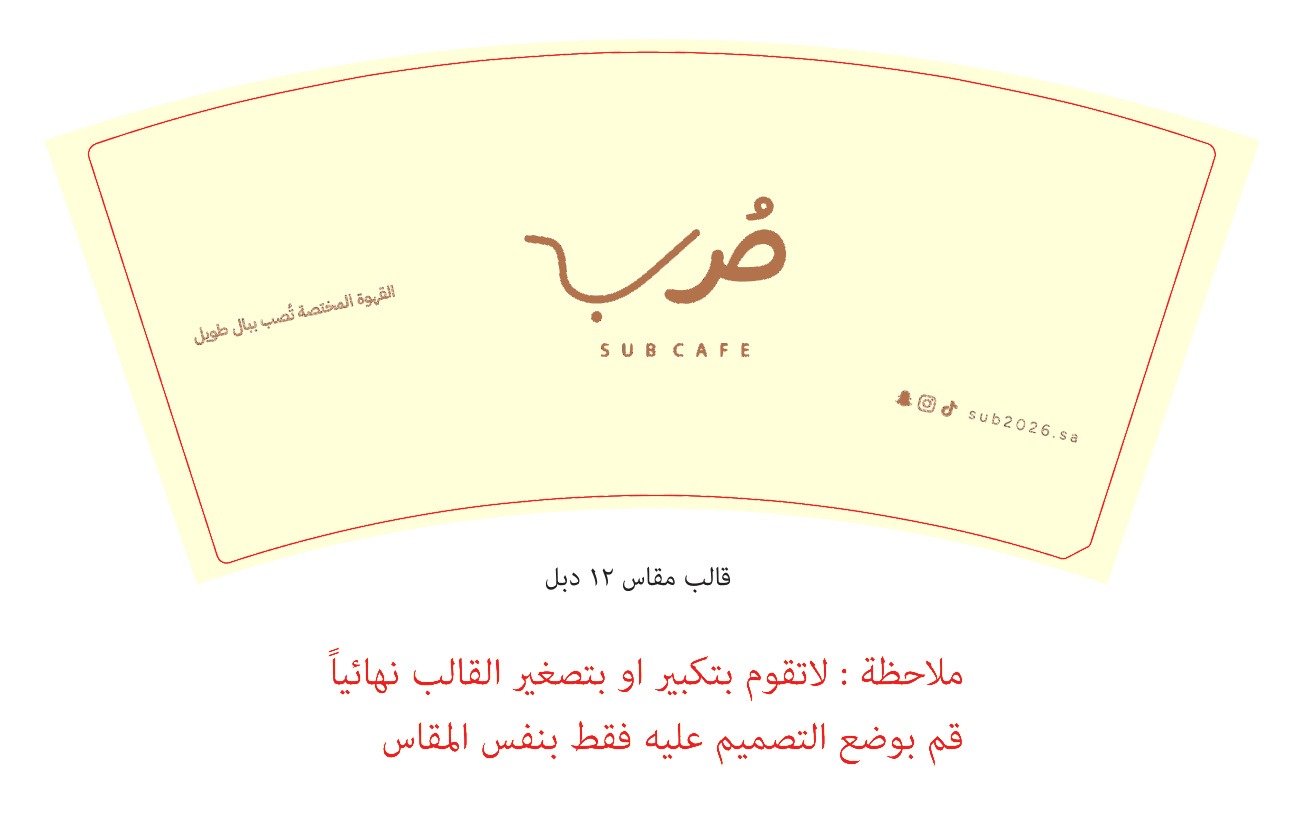 صُب
SUB CAFE
القهوة المختصة تُصب ببال طويل
sub2026.sa
قالب مقاس ١٢ دبل
ملاحظة : لاتقوم بتكبير او بتصغير القالب نهائياً
قم بوضع التصميم عليه فقط بنفس المقاس